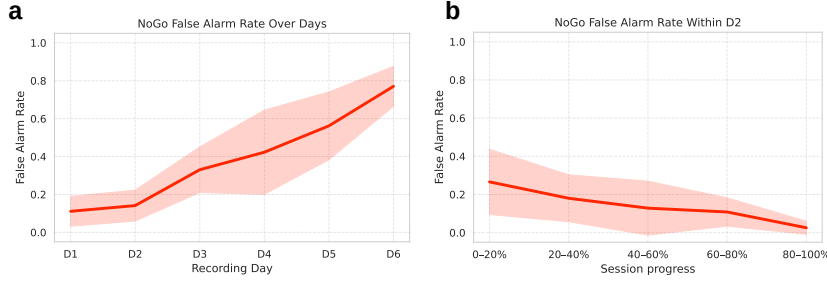 a
NoGo False Alarm Rate Over Days
False Alarm Rate
1.0
0.8
0.6
0.4
0.2
0.0
D1 D2 D3 D4 D5 D6
Recording Day
b
NoGo False Alarm Rate Within D2
False Alarm Rate
1.0
0.8
0.6
0.4
0.2
0.0
0–20% 20–40% 40–60% 60–80% 80–100%
Session progress